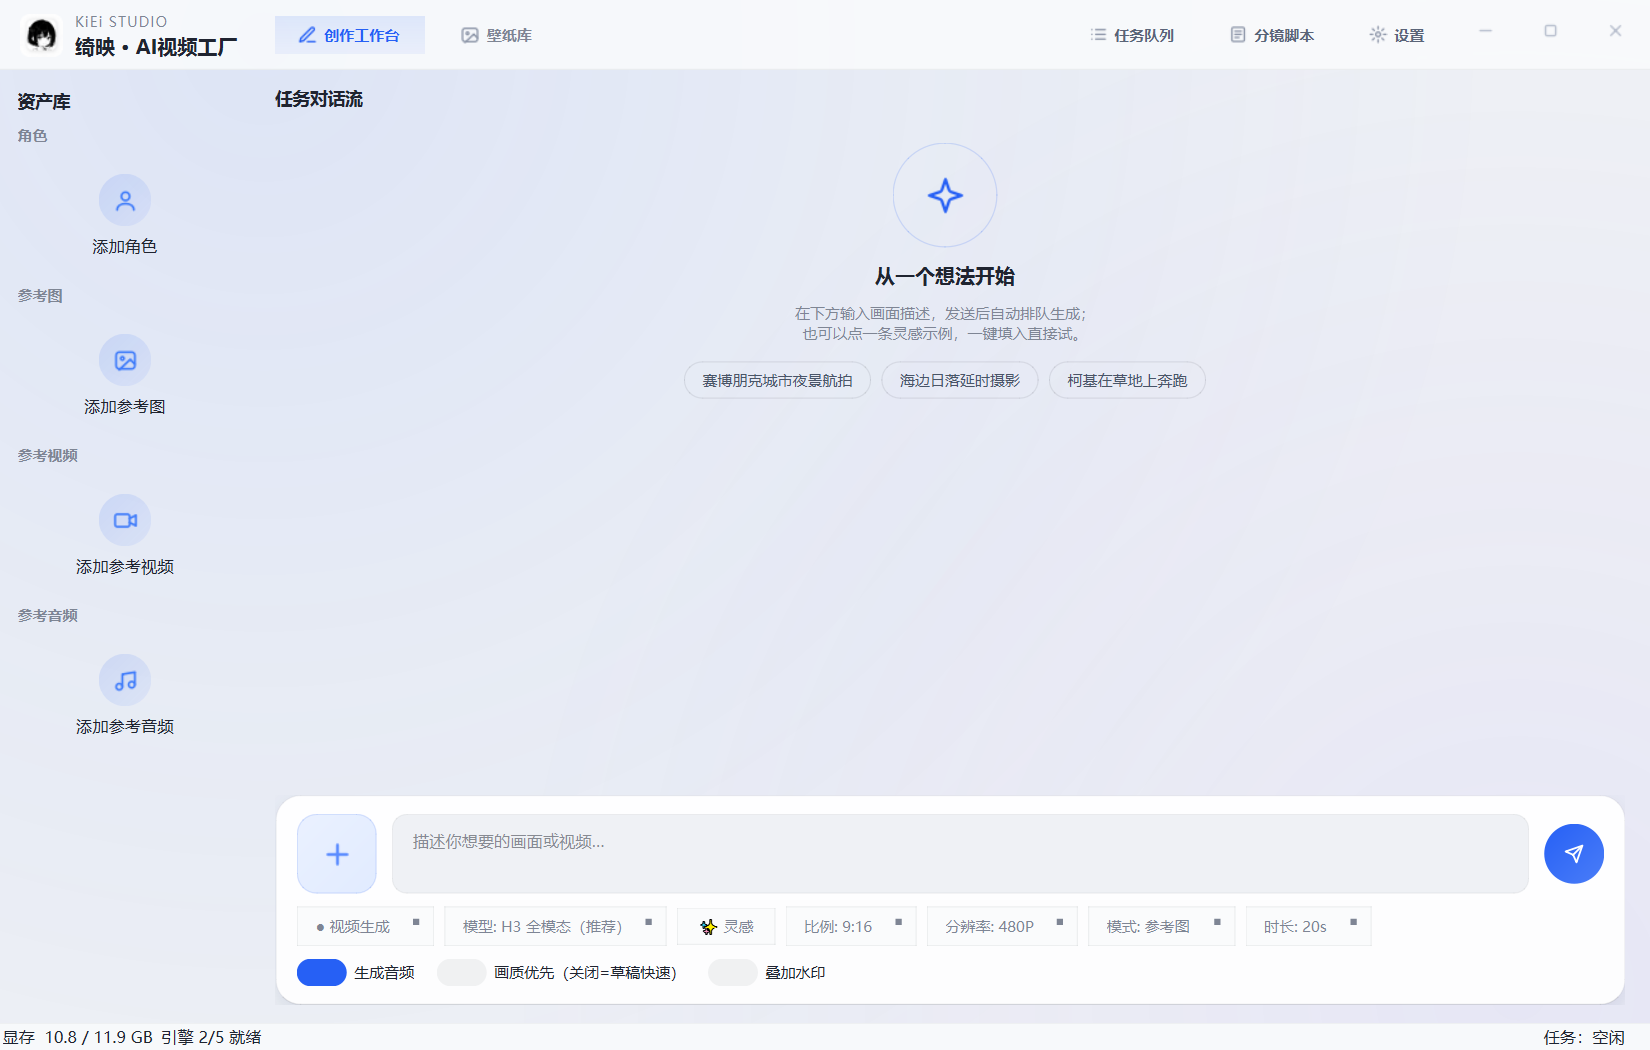 KiEi STUDIO
绮映·AI视频工厂
创作工作台
壁纸库
任务队列
分镜脚本
设置
资产库
角色
添加角色
参考图
添加参考图
参考视频
添加参考视频
参考音频
添加参考音频
任务对话流
从一个想法开始
在下方输入画面描述，发送后自动排队生成；
也可以点一条灵感示例，一键填入直接试。
赛博朋克城市夜景航拍
海边日落延时摄影
柯基在草地上奔跑
描述你想要的画面或视频...
● 视频生成
模型: H3 全模态（推荐）
灵感
比例: 9:16
分辨率: 480P
模式: 参考图
时长: 20s
生成音频
画质优先（关闭=草稿快速）
叠加水印
显存 10.8 / 11.9 GB 引擎 2/5 就绪
任务：空闲